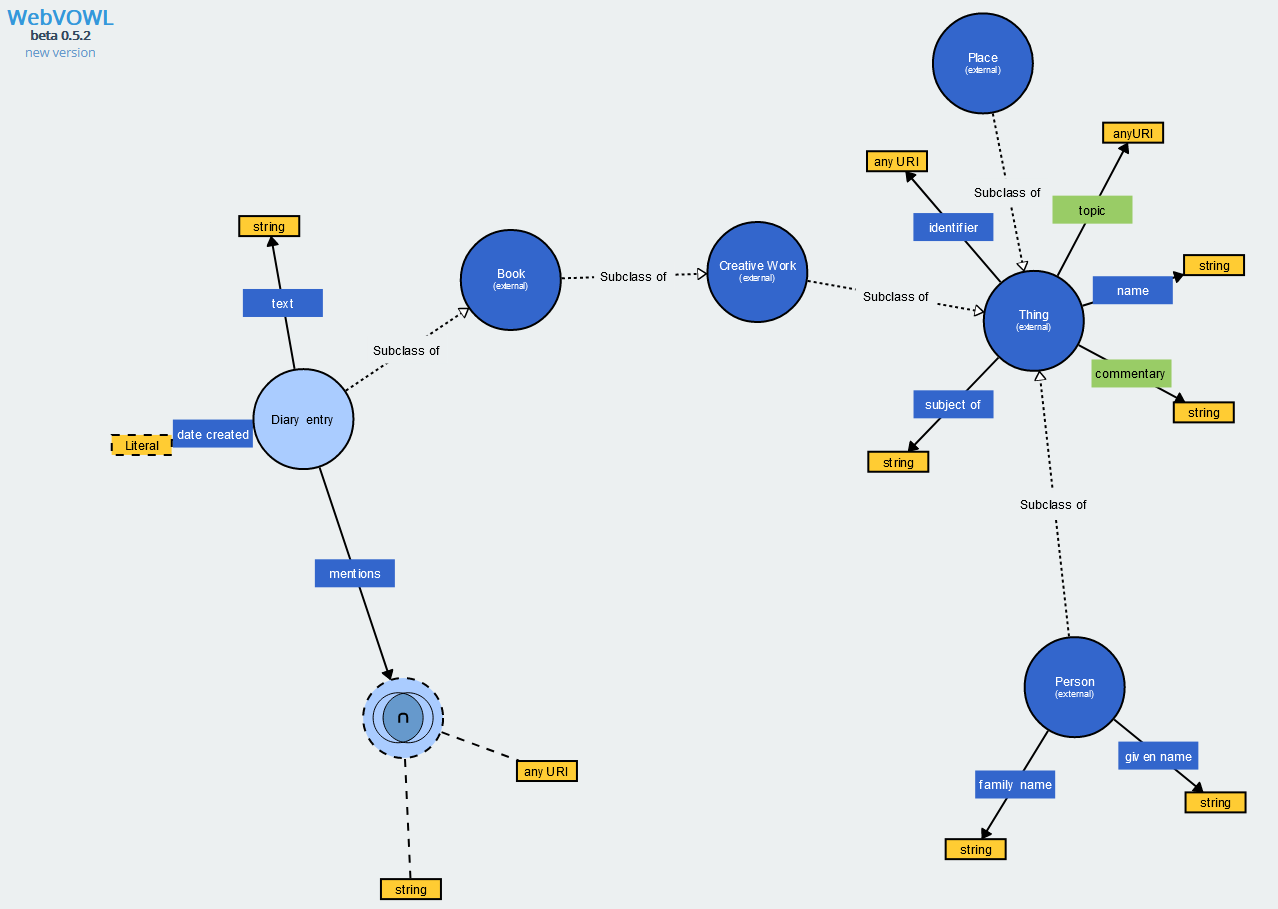 WebVOWL
beta 0.5.2
new version
Place
(external)
anyURI
any URI
Subclass of
topic
identifier
string
text
Book
(external)
Subclass of
Creative Work
(external)
Subclass of
Thing
(external)
name
string
Subclass of
commentary
string
subject of
string
Diary entry
date created
Literal
Subclass of
mentions
∩
any URI
string
Person
(external)
family name
string
given name
string